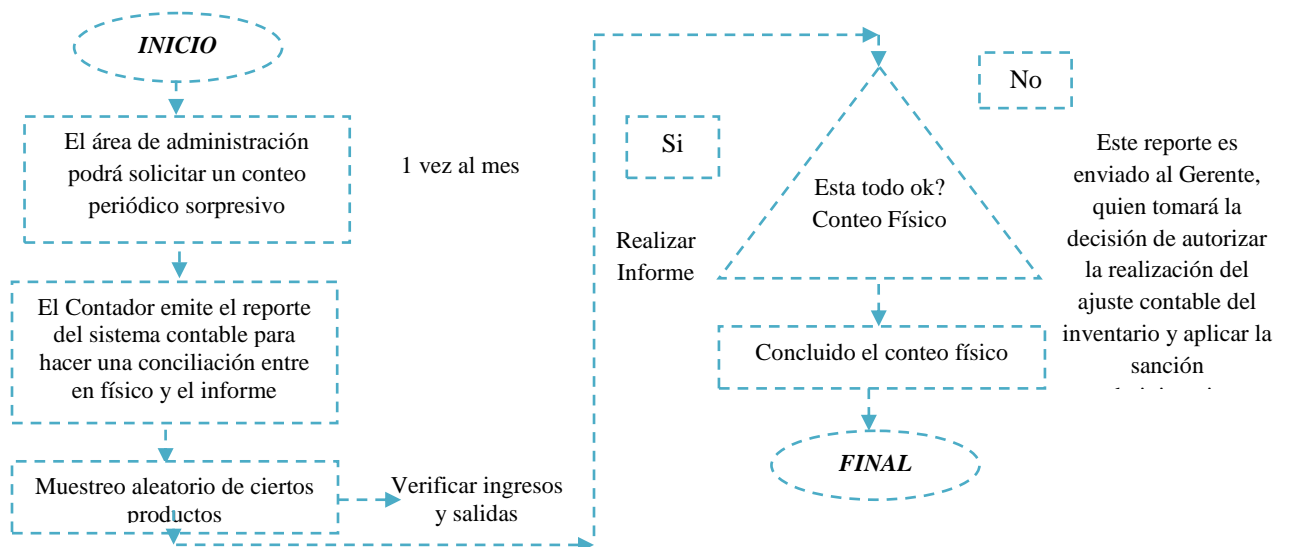 INICIO
El área de administración
podrá solicitar un conteo
periódico sorpresivo
1 vez al mes
El Contador emite el reporte
del sistema contable para
hacer una conciliación entre
en físico y el informe
Muestreo aleatorio de ciertos
productos
Verificar ingresos
y salidas
Si
Realizar
Informe
Esta todo ok?
Conteo Físico
No
Este reporte es
enviado al Gerente,
quien tomará la
decisión de autorizar
la realización del
ajuste contable del
inventario y aplicar la
sanción
Concluido el conteo físico
FINAL